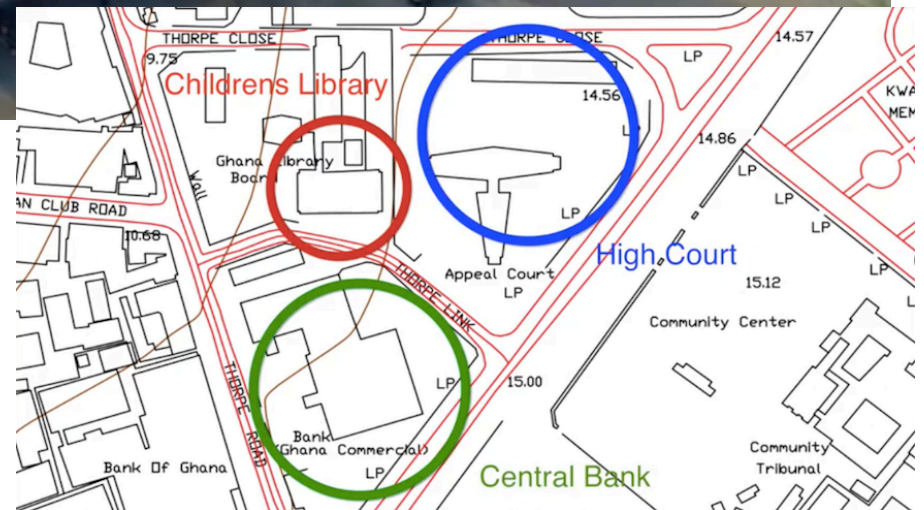 THORPE CLOSE
THORPE CLOSE
14.57
9.75
LP
Childrens Library
14.56
LP
14.86
Ghana Library
Board
Wall
LP
LP
AN CLUB ROAD
LP
LP
10.68
High Court
LP
Appeal Court
LP
15.12
THORPE LINK
Community Center
LP
15.00
THORPE ROAD
Bank
(Ghana Commercial)
Bank Of Ghana
LP
Central Bank
Community
Tribunal